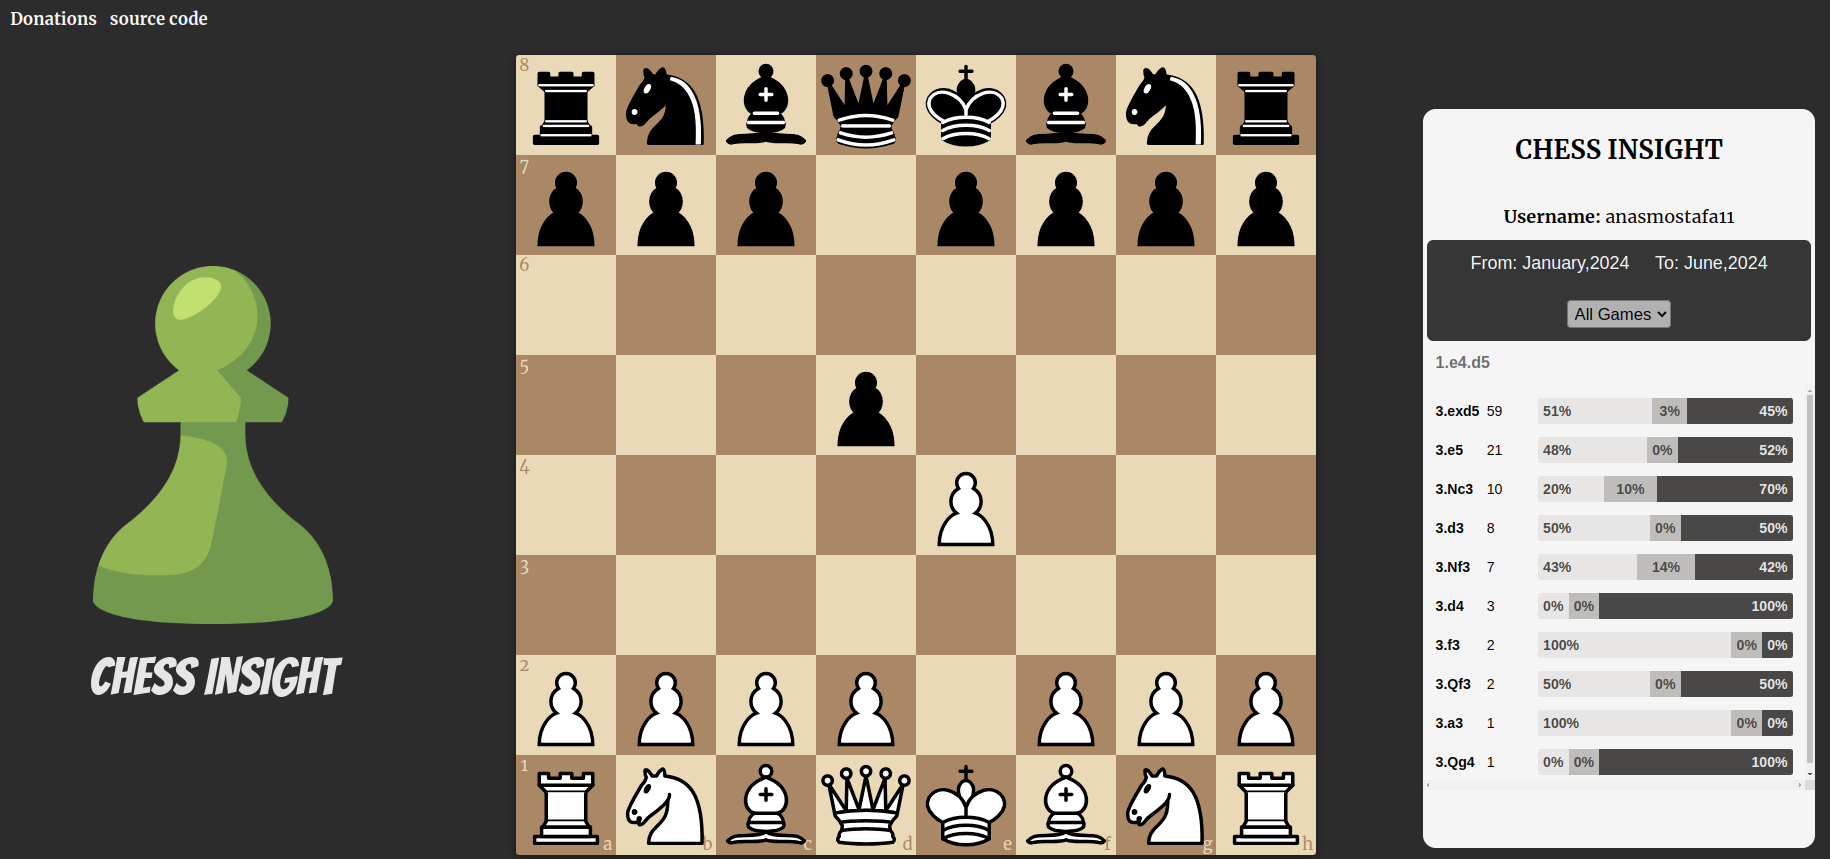 Donations source code
8
7
6
5
4
3
2
1
a b c d e f g h
CHESS INSIGHT
CHESS INSIGHT
Username: anasmostafa11
From: January,2024 To: June,2024
All Games
1.e4.d5
3.exd5 59 51% 3% 45%
3.e5 21 48% 0% 52%
3.Nc3 10 20% 10% 70%
3.d3 8 50% 0% 50%
3.Nf3 7 43% 14% 42%
3.d4 3 0% 0% 100%
3.f3 2 100% 0% 0%
3.Qf3 2 50% 0% 50%
3.a3 1 100% 0% 0%
3.Qg4 1 0% 0% 100%